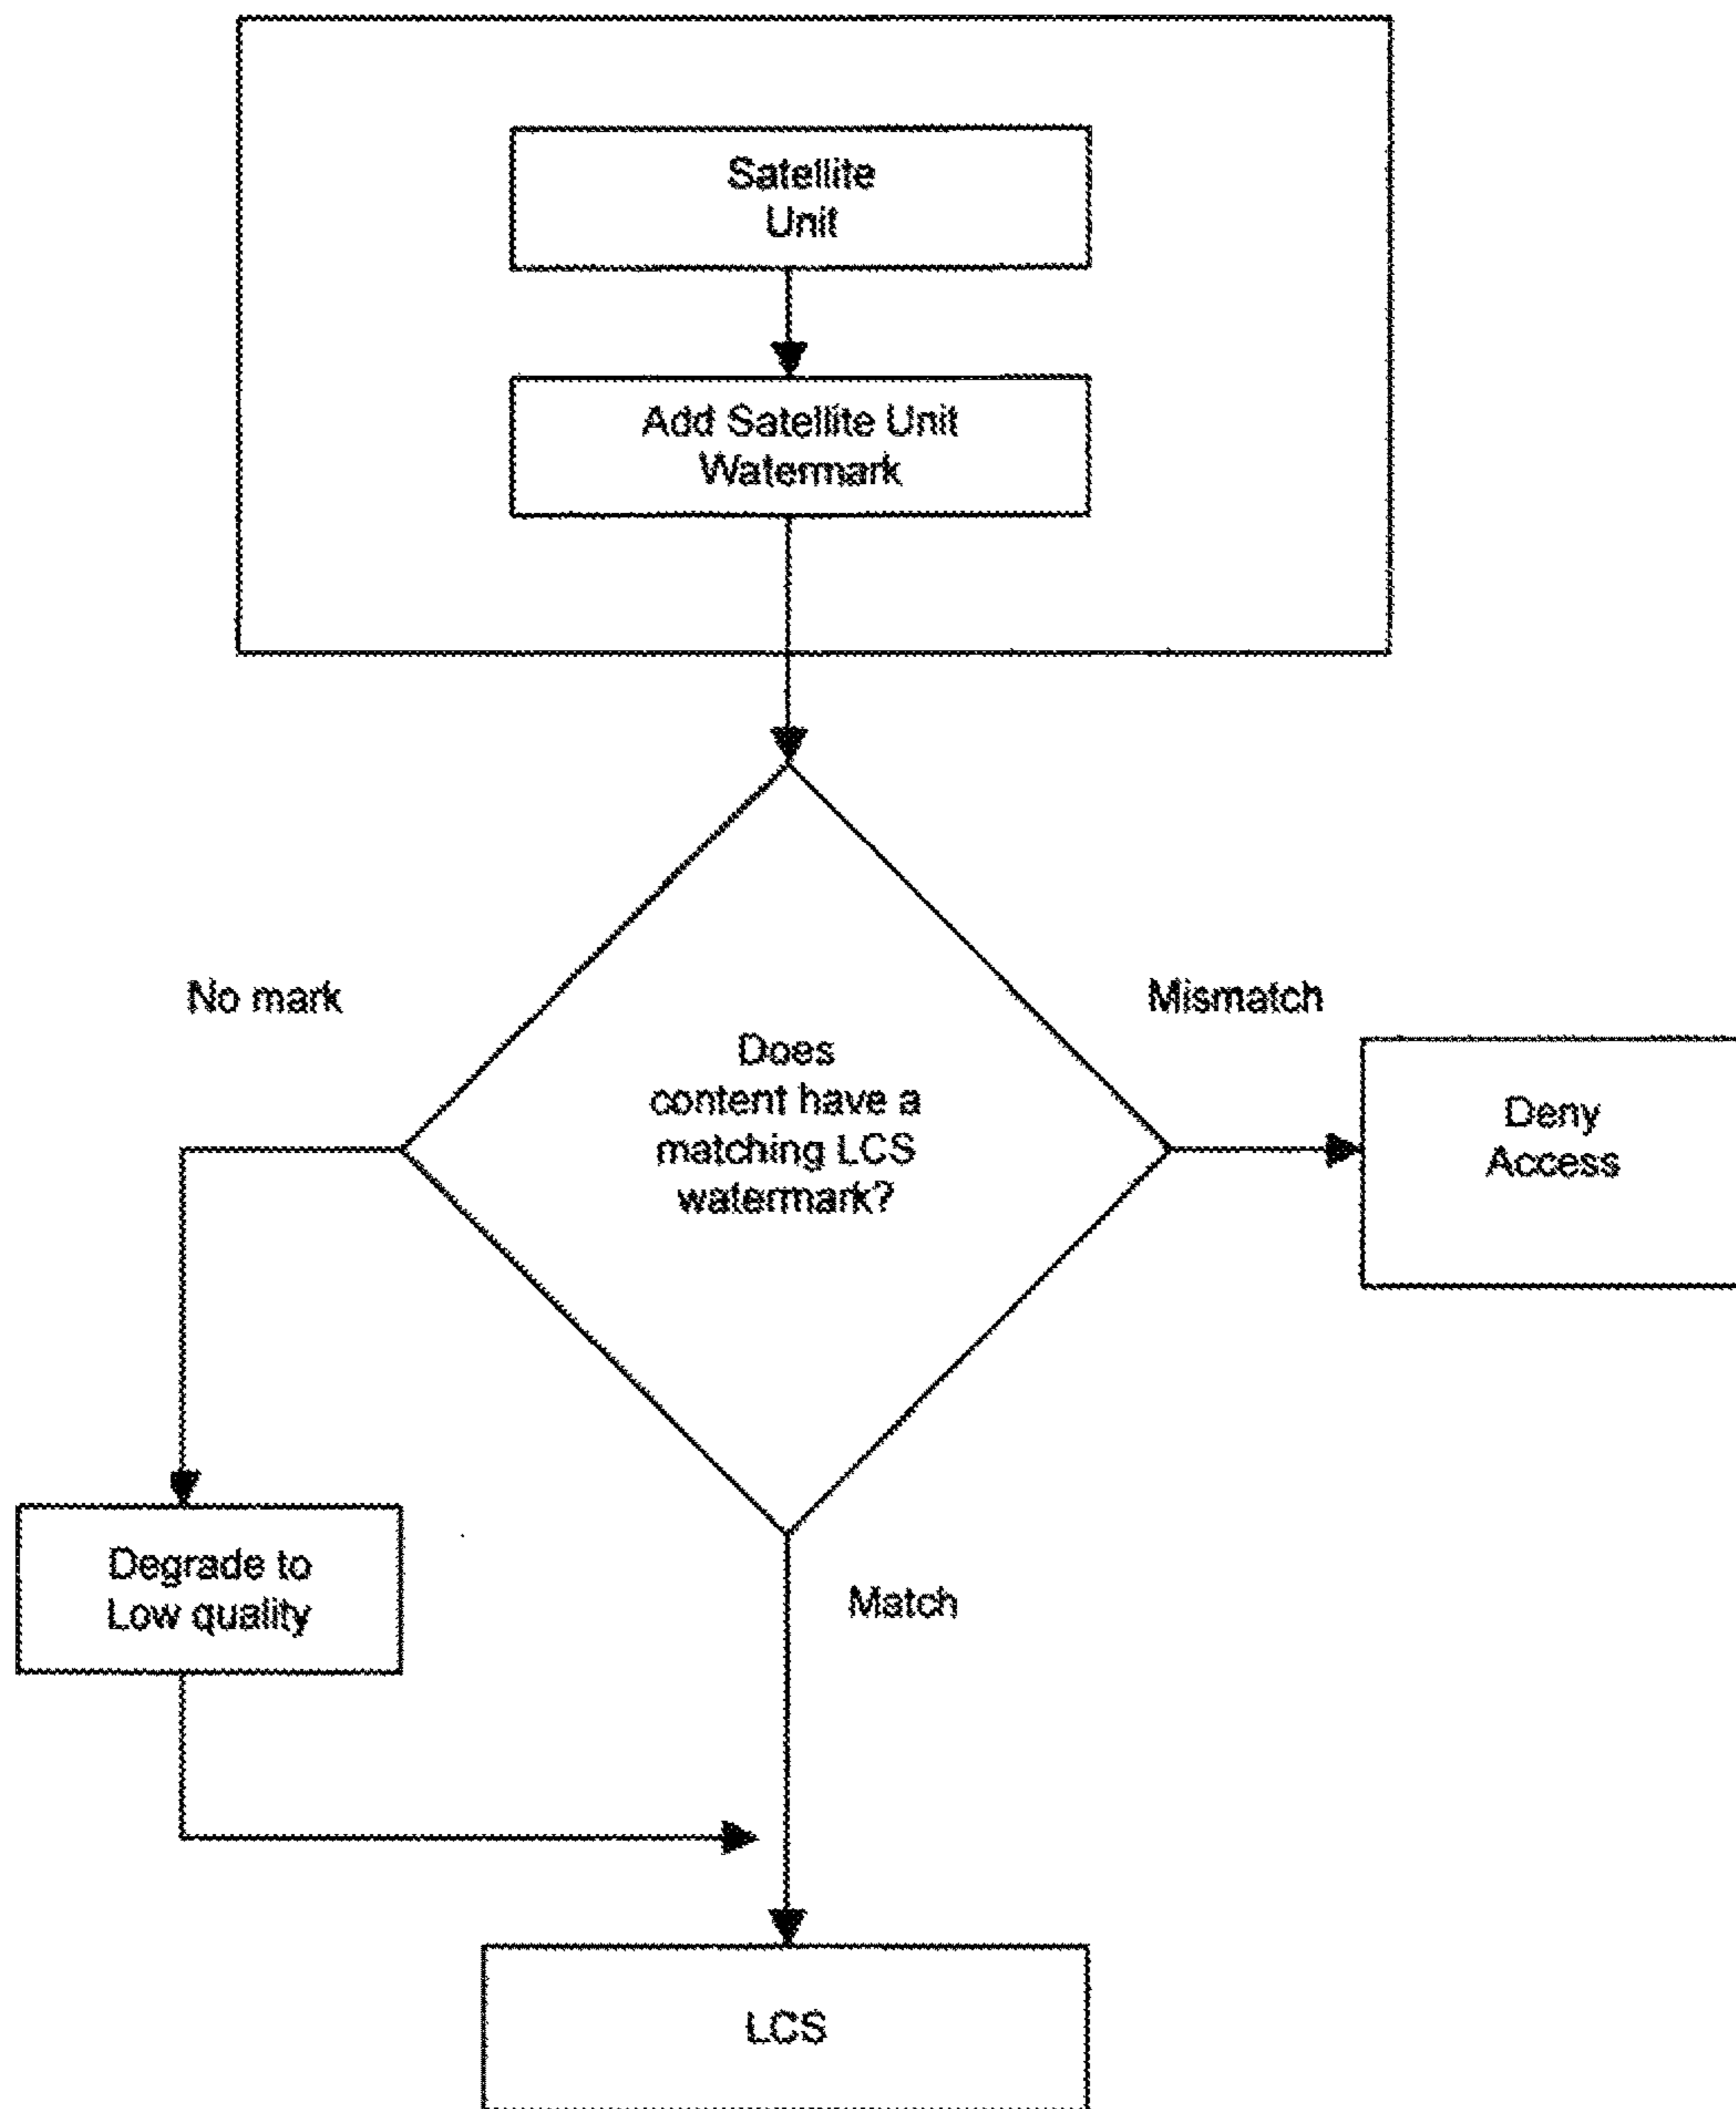 Satellite
Unit
Add Satellite Unit
Watermark
No mark
Mismatch
Does
content have a
matching LCS
watermark?
Deny
Access
Degrade to
Low quality
Match
LCS